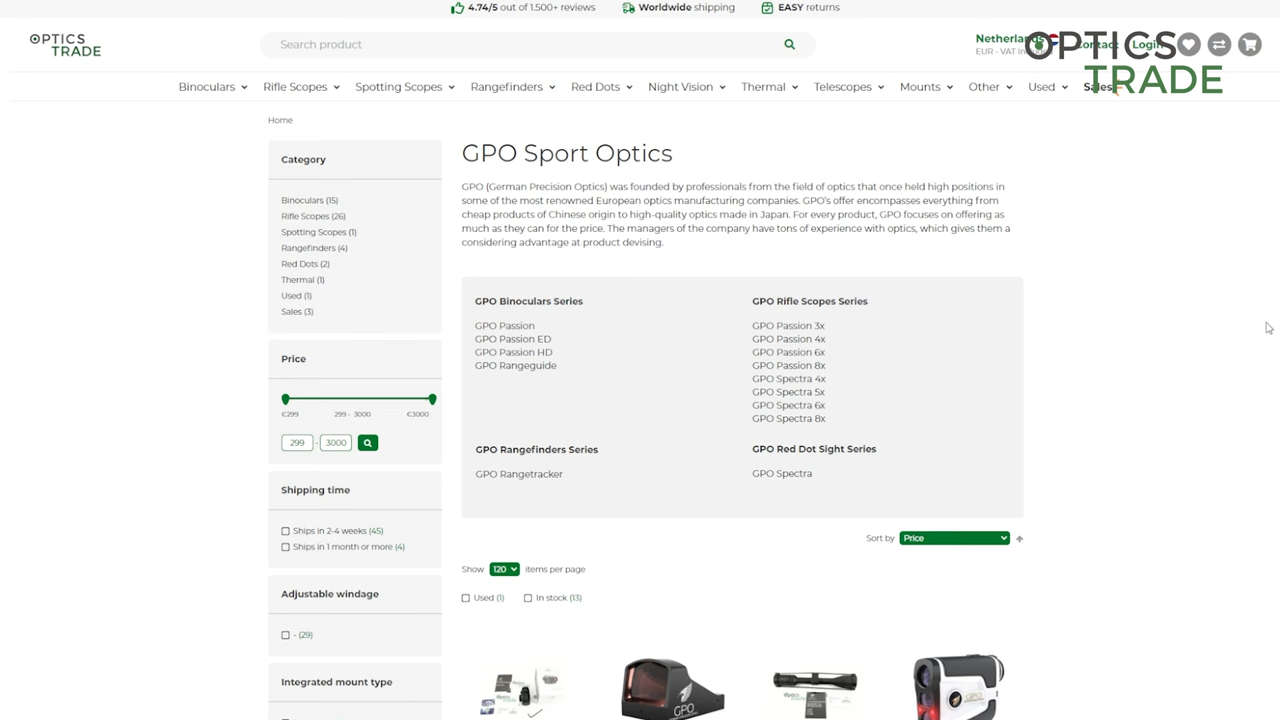 4.74/5 out of 1.500+ reviews
Worldwide shipping
EASY returns
OPTICS
TRADE
Search product
Netherlands
EUR - VAT
Contact
Login
OPTICS
TRADE
Binoculars
Rifle Scopes
Spotting Scopes
Rangefinders
Red Dots
Night Vision
Thermal
Telescopes
Mounts
Other
Used
Sales
Home
Category
Binoculars (15)
Rifle Scopes (26)
Spotting Scopes (1)
Rangefinders (4)
Red Dots (2)
Thermal (1)
Used (1)
Sales (3)
Price
€299 299 - 3000 €3000
299 - 3000
Shipping time
Ships in 2-4 weeks (45)
Ships in 1 month or more (4)
Adjustable windage
- (29)
Integrated mount type
GPO Sport Optics
GPO (German Precision Optics) was founded by professionals from the field of optics that once held high positions in
some of the most renowned European optics manufacturing companies. GPO's offer encompasses everything from
cheap products of Chinese origin to high-quality optics made in Japan. For every product, GPO focuses on offering as
much as they can for the price. The managers of the company have tons of experience with optics, which gives them a
considering advantage at product devising.
GPO Binoculars Series
GPO Passion
GPO Passion ED
GPO Passion HD
GPO Rangeguide
GPO Rifle Scopes Series
GPO Passion 3x
GPO Passion 4x
GPO Passion 6x
GPO Passion 8x
GPO Spectra 4x
GPO Spectra 5x
GPO Spectra 6x
GPO Spectra 8x
GPO Rangefinders Series
GPO Rangetracker
GPO Red Dot Sight Series
GPO Spectra
Sort by Price
Show 120 items per page
Used (1)
In stock (13)
GPO
GPO